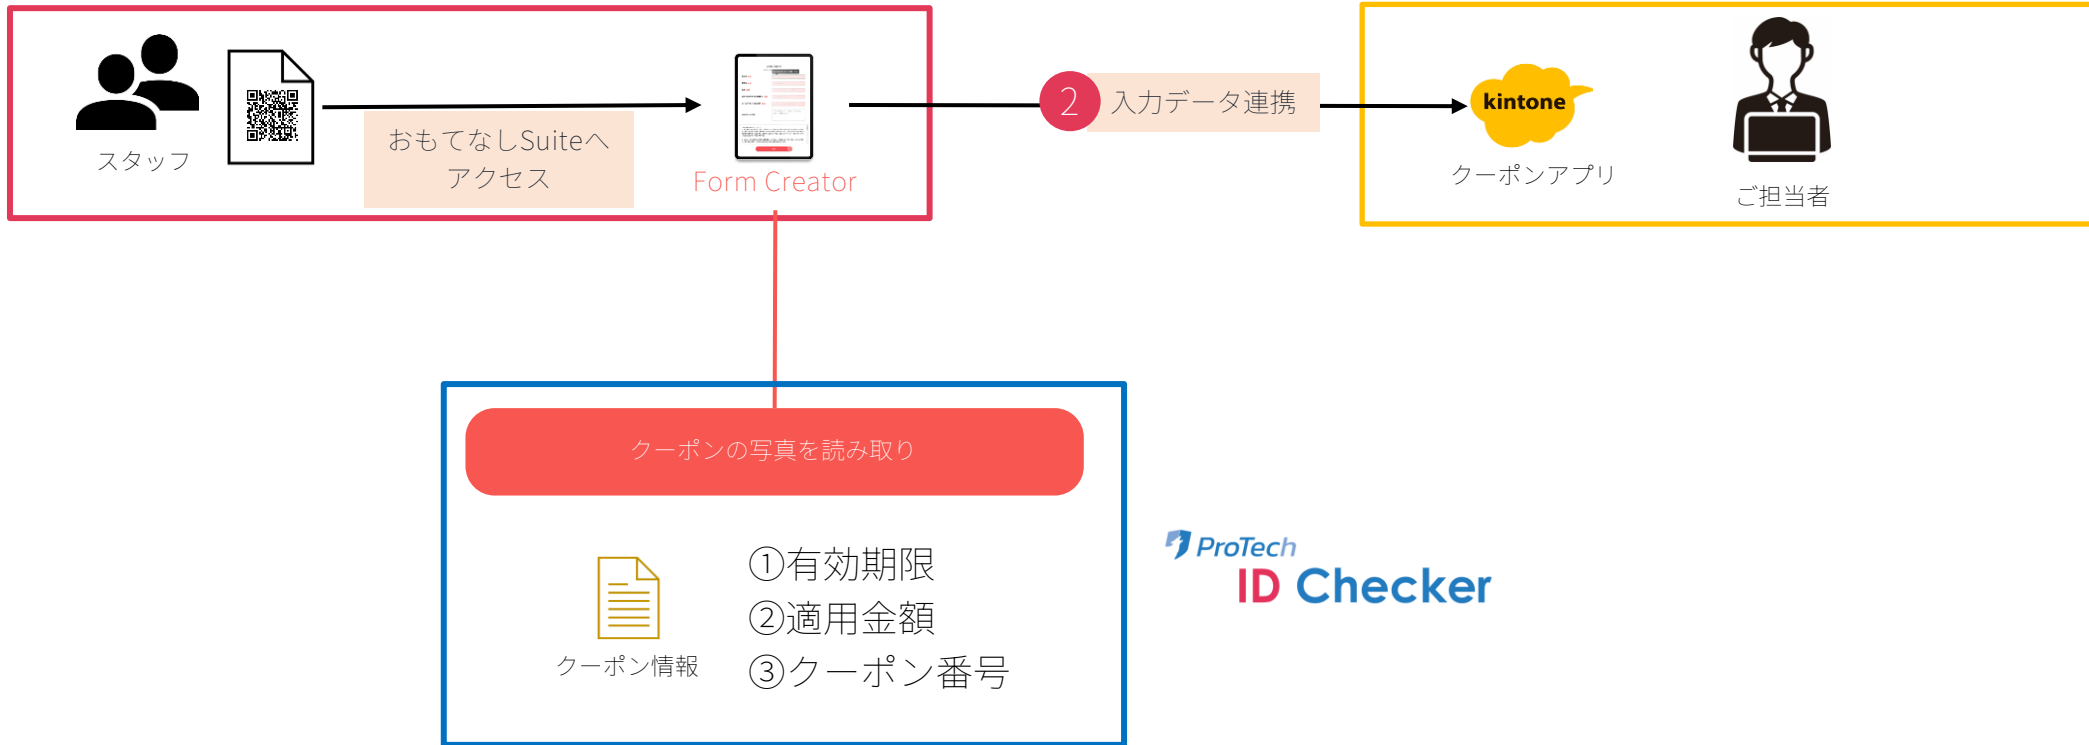 スタッフ
おもてなしSuiteへ
アクセス
Form Creator
2
入力データ連携
kintone
クーポンアプリ
ご担当者
クーポンの写真を読み取り
クーポン情報
①有効期限
②適用金額
③クーポン番号
ProTech
ID Checker